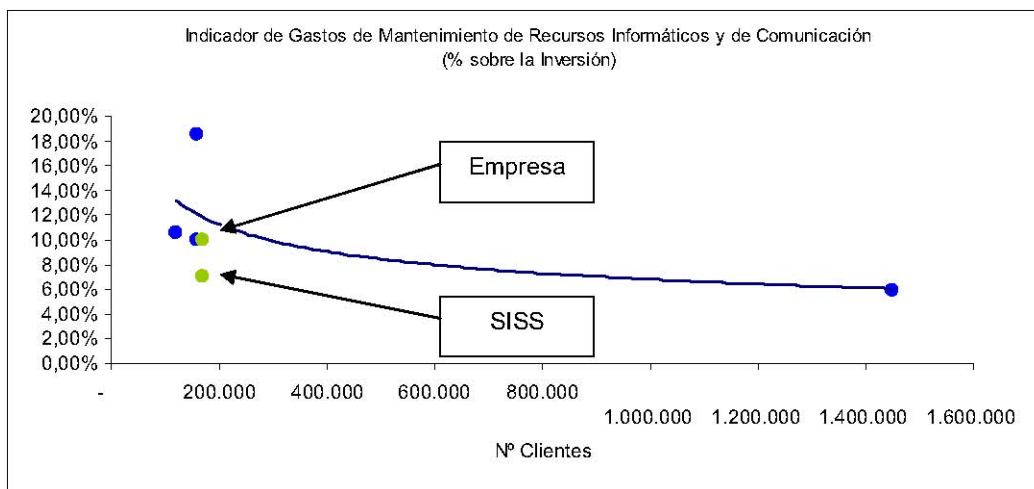 Indicador de Gastos de Mantenimiento de Recursos Informáticos y de Comunicación
(% sobre la Inversión)
20,00%
18,00%
16,00%
14,00%
12,00%
10,00%
8,00%
6,00%
4,00%
2,00%
0,00%
Empresa
SISS
- 200.000 400.000 600.000 800.000
1.000.000 1.200.000 1.400.000 1.600.000
Nº Clientes